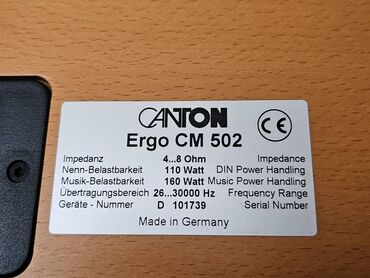 CANTON
CE
Ergo CM 502
Impedanz 4...8 Ohm Impedance
Nenn-Belastbarkeit 110 Watt DIN Power Handling
Musik-Belastbarkeit 160 Watt Music Power Handling
Übertragungsbereich 26...30000 Hz Frequency Range
Geräte - Nummer D 101739 Serial Number
Made in Germany